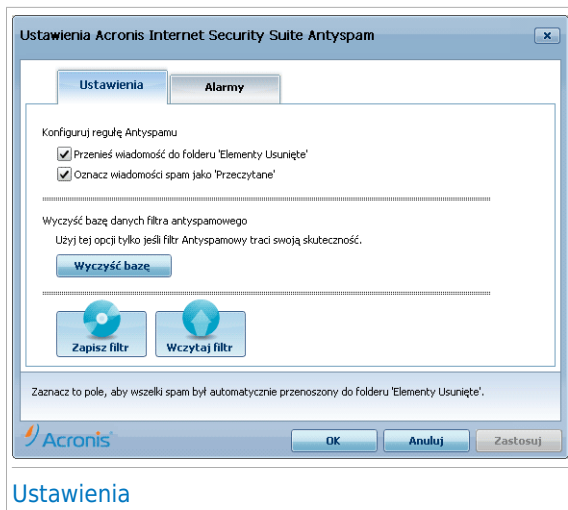 Ustawienia Acronis Internet Security Suite Antyspam
Ustawienia
Alarmy
Konfiguruj regułę Antyspamu
Przenieś wiadomość do folderu 'Elementy Usunięte'
Oznacz wiadomości spam jako 'Przeczytane'
Wyczyść bazę danych filtra antyspamowego
Użyj tej opcji tylko jeśli filtr Antyspamowy traci swoją skuteczność.
Wyczyść bazę
Zapisz filtr
Wczytaj filtr
Zaznacz to pole, aby wszelki spam był automatycznie przenoszony do folderu 'Elementy Usunięte'.
Acronis
OK
Anuluj
Zastosuj
Ustawienia